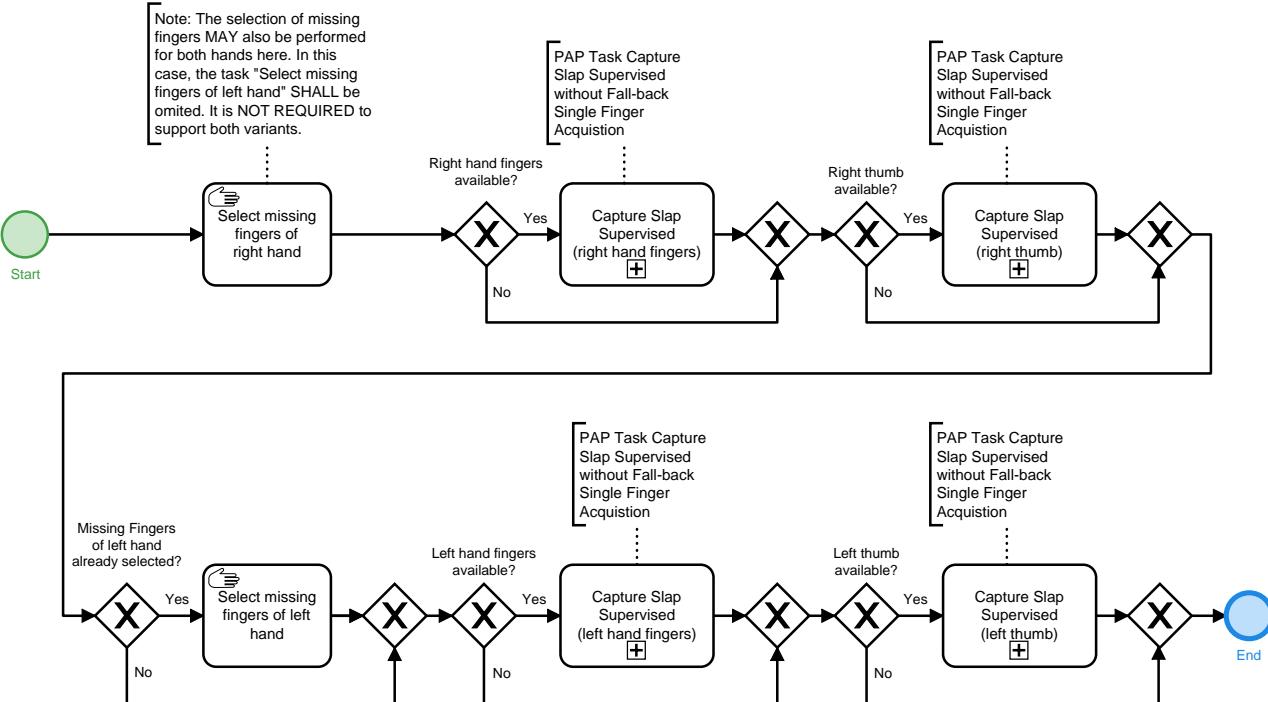 Note: The selection of missing
fingers MAY also be performed
for both hands here. In this
case, the task "Select missing
fingers of left hand" SHALL be
omited. It is NOT REQUIRED to
support both variants.
PAP Task Capture
Slap Supervised
without Fall-back
Single Finger
Acquistion
PAP Task Capture
Slap Supervised
without Fall-back
Single Finger
Acquistion
Start
Select missing
fingers of
right hand
Right hand fingers
available?
Yes
No
Capture Slap
Supervised
(right hand fingers)
Right thumb
available?
Yes
No
Capture Slap
Supervised
(right thumb)
PAP Task Capture
Slap Supervised
without Fall-back
Single Finger
Acquistion
PAP Task Capture
Slap Supervised
without Fall-back
Single Finger
Acquistion
Missing Fingers
of left hand
already selected?
Yes
No
Select missing
fingers of left
hand
Left hand fingers
available?
Yes
No
Capture Slap
Supervised
(left hand fingers)
Left thumb
available?
Yes
No
Capture Slap
Supervised
(left thumb)
End